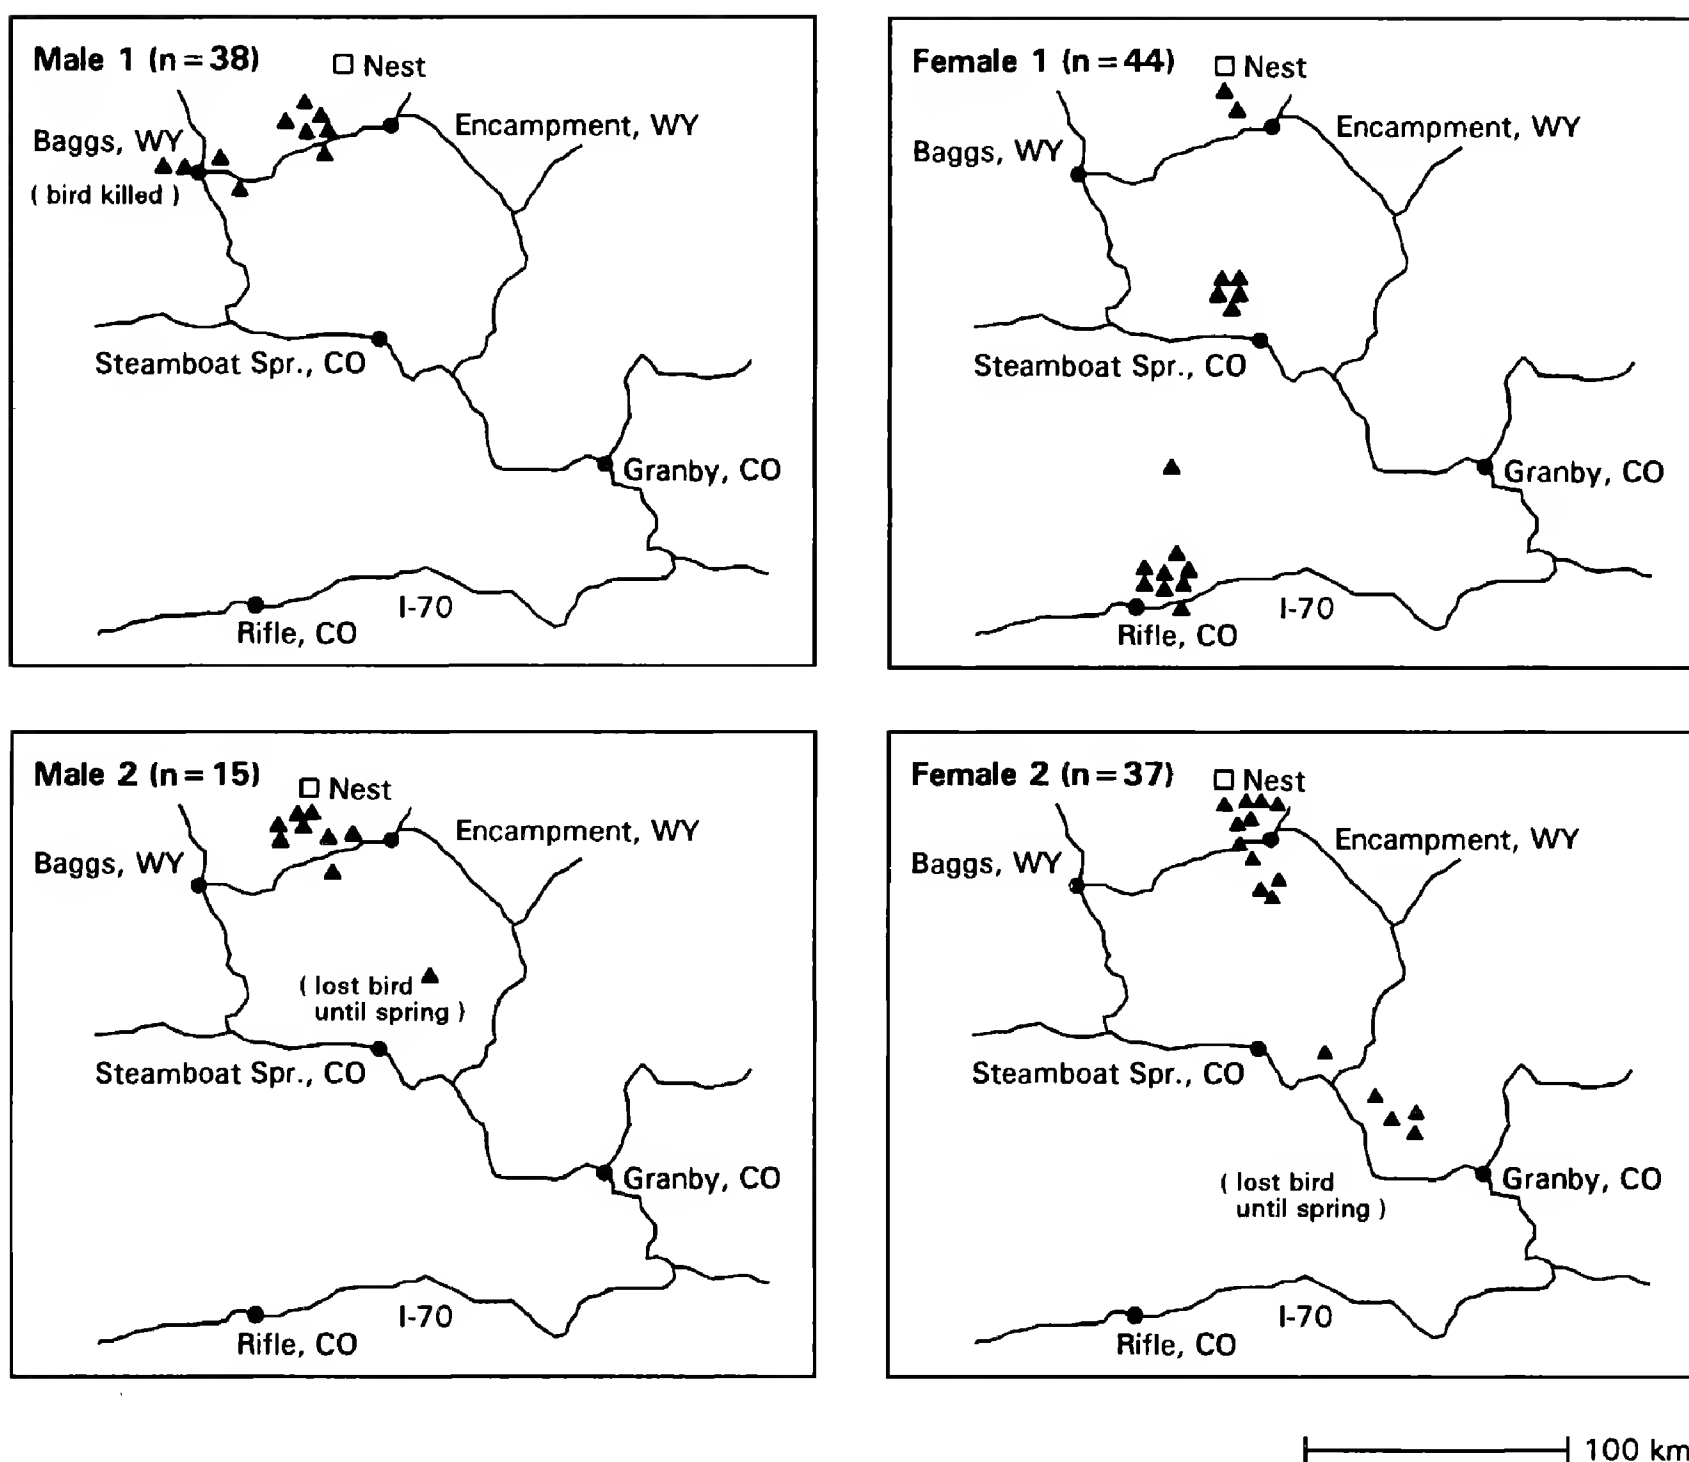 Male 1 (n=38)
Nest
Encampment, WY
Baggs, WY
( bird killed )
Steamboat Spr., CO
Granby, CO
I-70
Rifle, CO
Female 1 (n=44)
Nest
Encampment, WY
Baggs, WY
Steamboat Spr., CO
Granby, CO
I-70
Rifle, CO
Male 2 (n=15)
Nest
Encampment, WY
Baggs, WY
( lost bird
until spring )
Steamboat Spr., CO
Granby, CO
I-70
Rifle, CO
Female 2 (n=37)
Nest
Encampment, WY
Baggs, WY
Steamboat Spr., CO
Granby, CO
( lost bird
until spring )
I-70
Rifle, CO
100 km